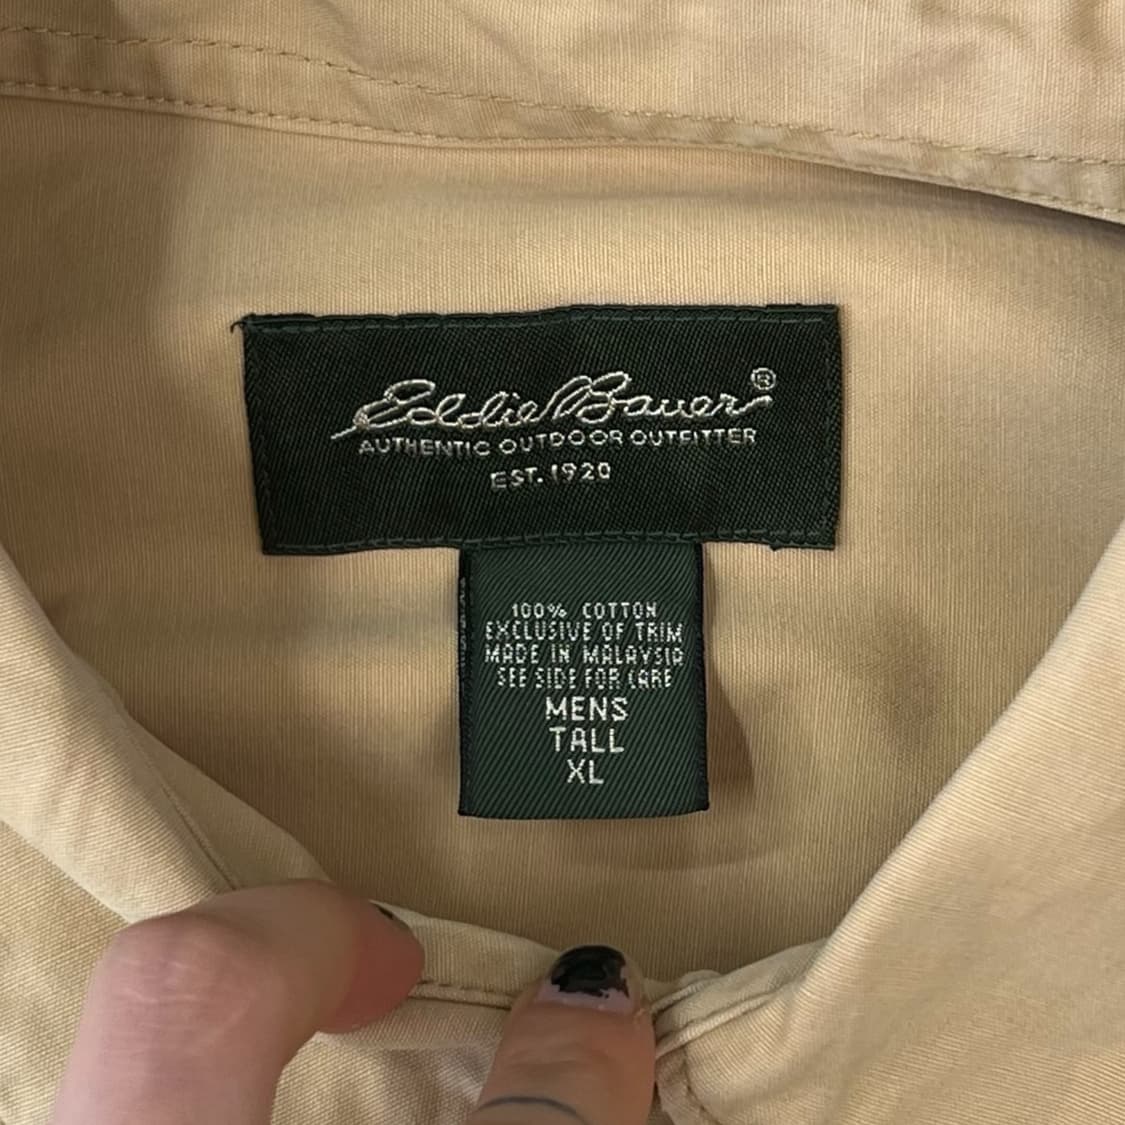 Eddie Bauer®
AUTHENTIC OUTDOOR OUTFITTER
EST. 1920
100% COTTON
EXCLUSIVE OF TRIM
MADE IN MALAYSIA
SEE SIDE FOR CARE
MENS
TALL
XL